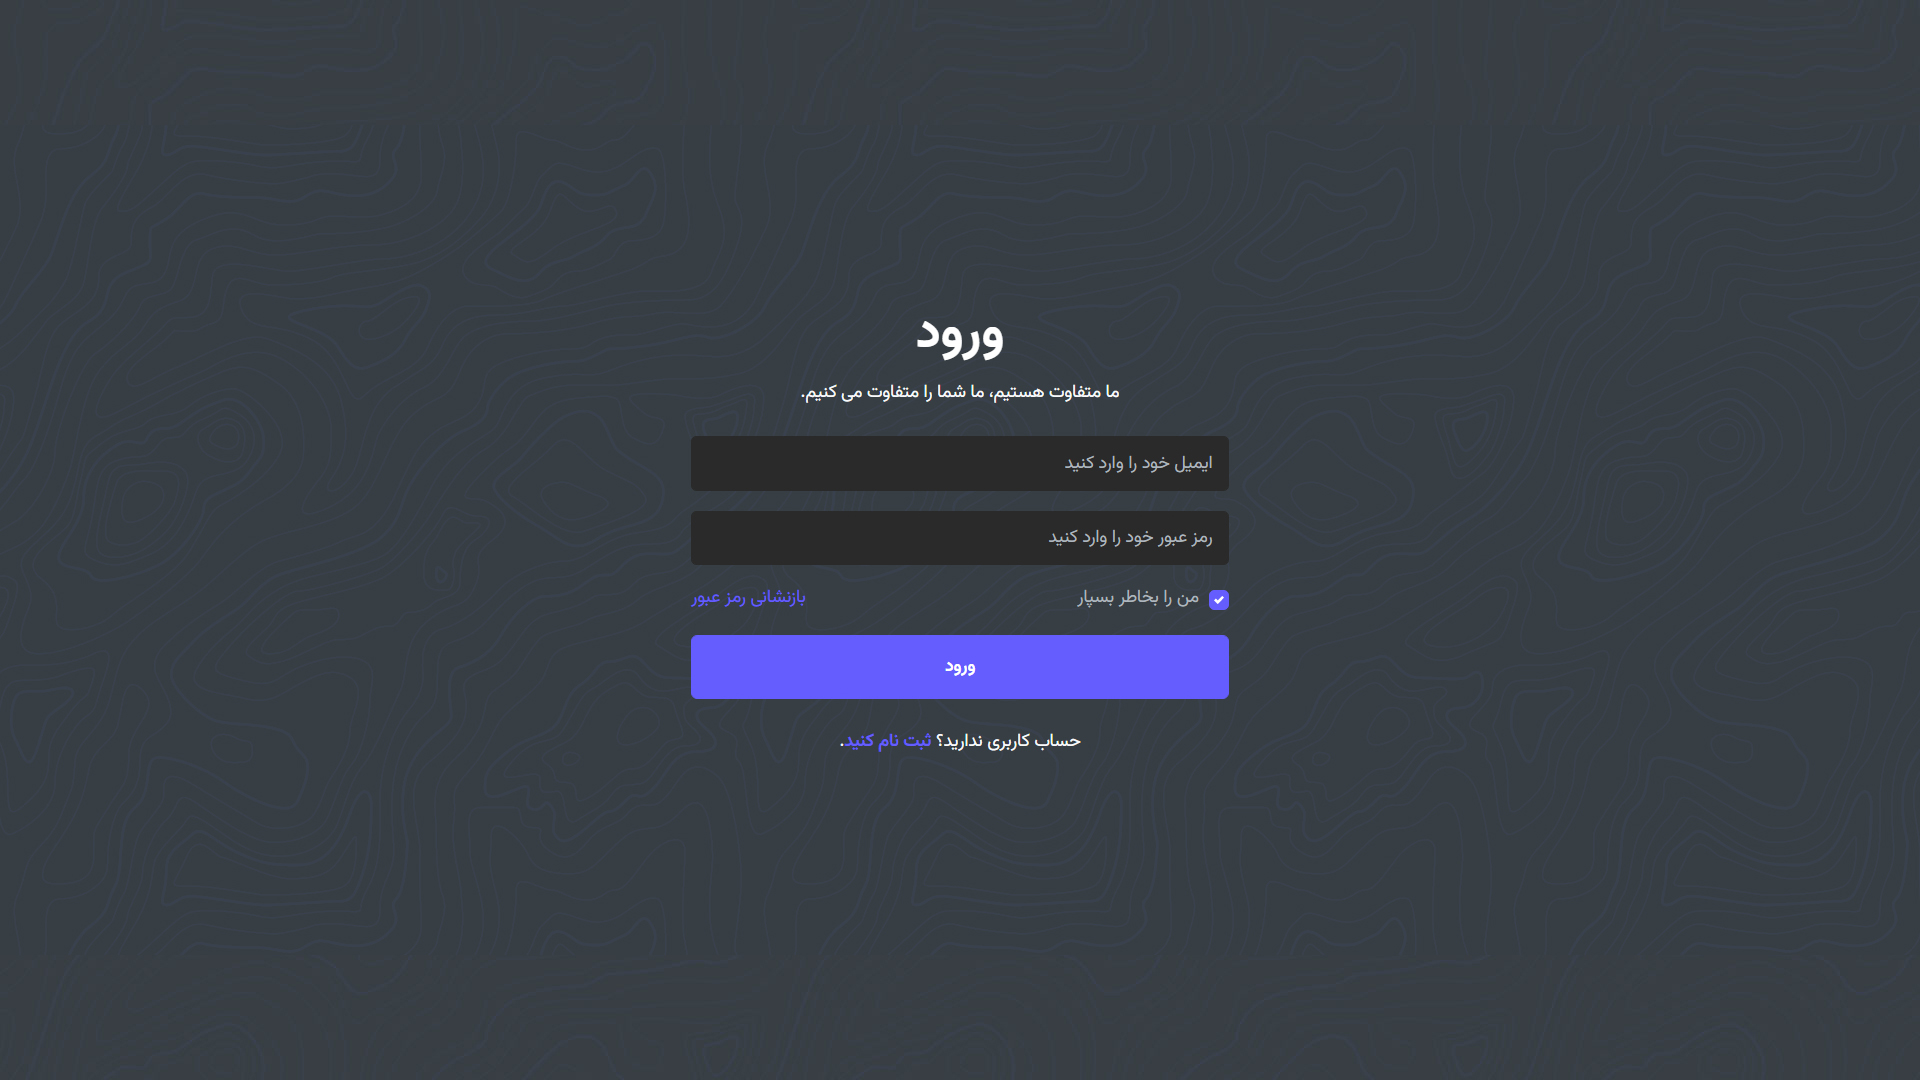 ورود
ما متفاوت هستیم، ما شما را متفاوت می کنیم.
ایمیل خود را وارد کنید
رمز عبور خود را وارد کنید
من را بخاطر بسپار
بازنشانی رمز عبور
ورود
حساب کاربری ندارید؟ ثبت نام کنید.